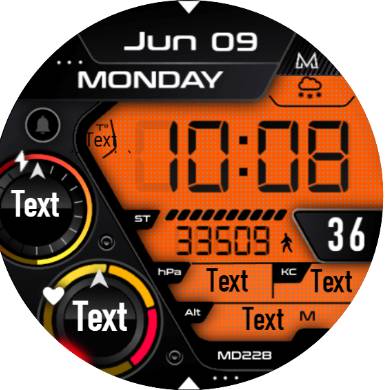 Jun 09
M
MONDAY
T°
Text
10:08
Text
ST
33509
36
hPa
Text
KC
Text
Text
Alt
Text
M
MD228